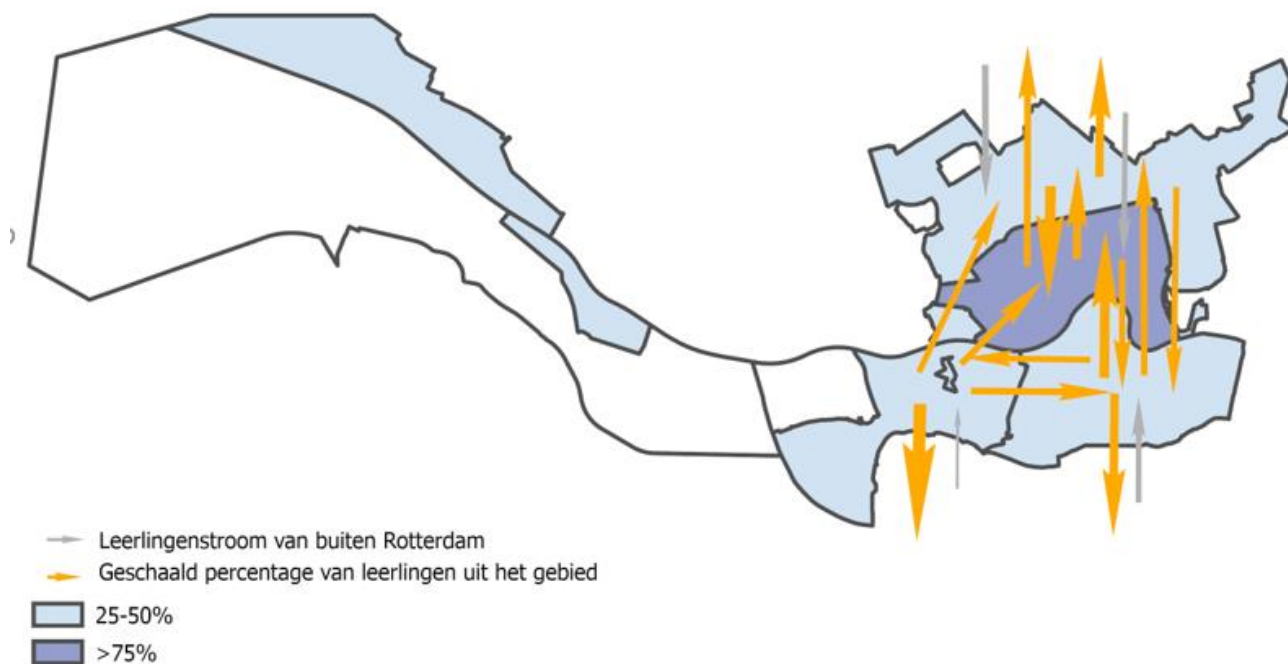 Leerlingenstroom van buiten Rotterdam
Geschaald percentage van leerlingen uit het gebied
25-50%
>75%